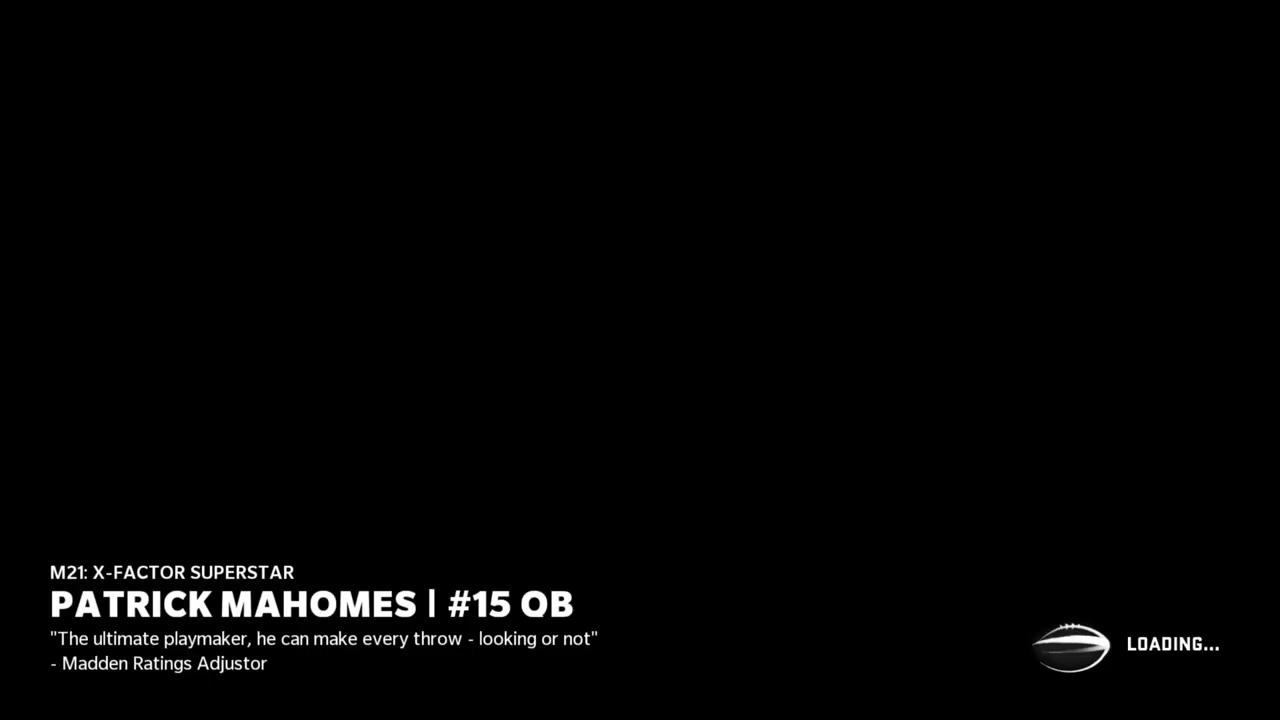 M21: X-FACTOR SUPERSTAR
PATRICK MAHOMES | #15 QB
"The ultimate playmaker, he can make every throw - looking or not"
- Madden Ratings Adjustor
LOADING...